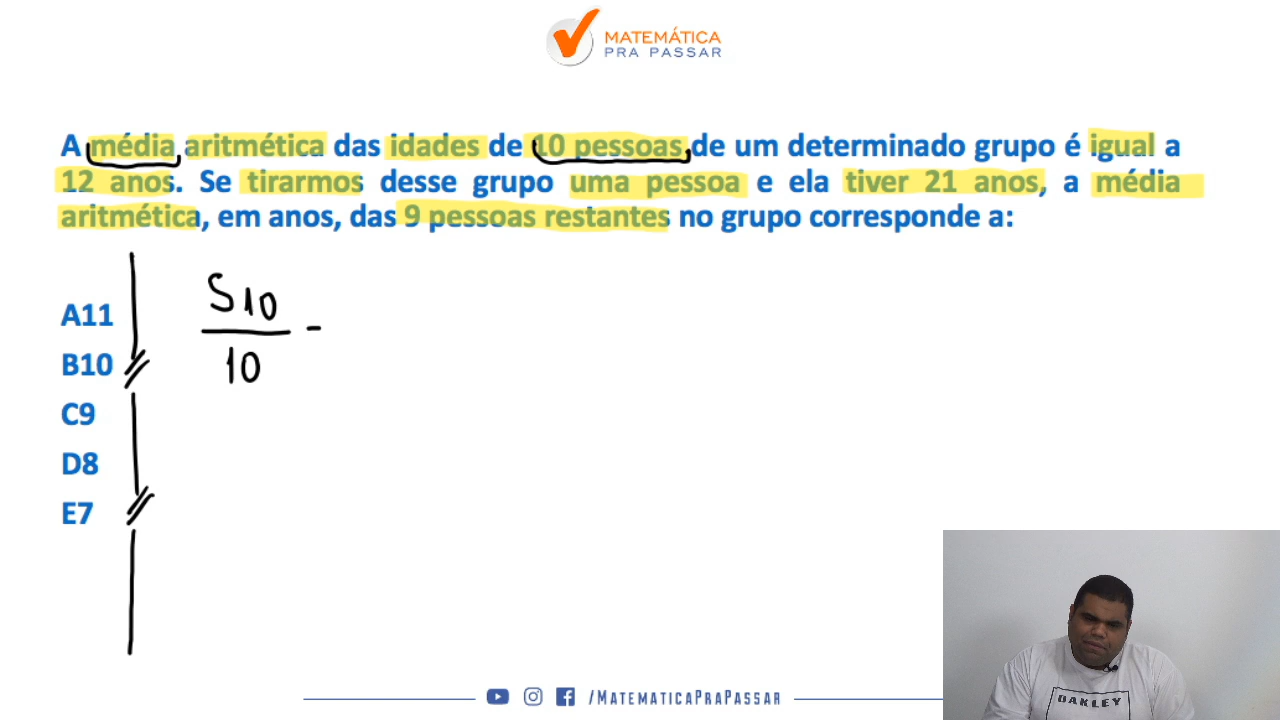 MATEMÁTICA
PRA PASSAR
A média aritmética das idades de 10 pessoas de um determinado grupo é igual a
12 anos. Se tirarmos desse grupo uma pessoa e ela tiver 21 anos, a média
aritmética, em anos, das 9 pessoas restantes no grupo corresponde a:
A11
B10
C9
D8
E7
S10
10
=
/MATEMATICAPRAPASSAR
OAKLEY